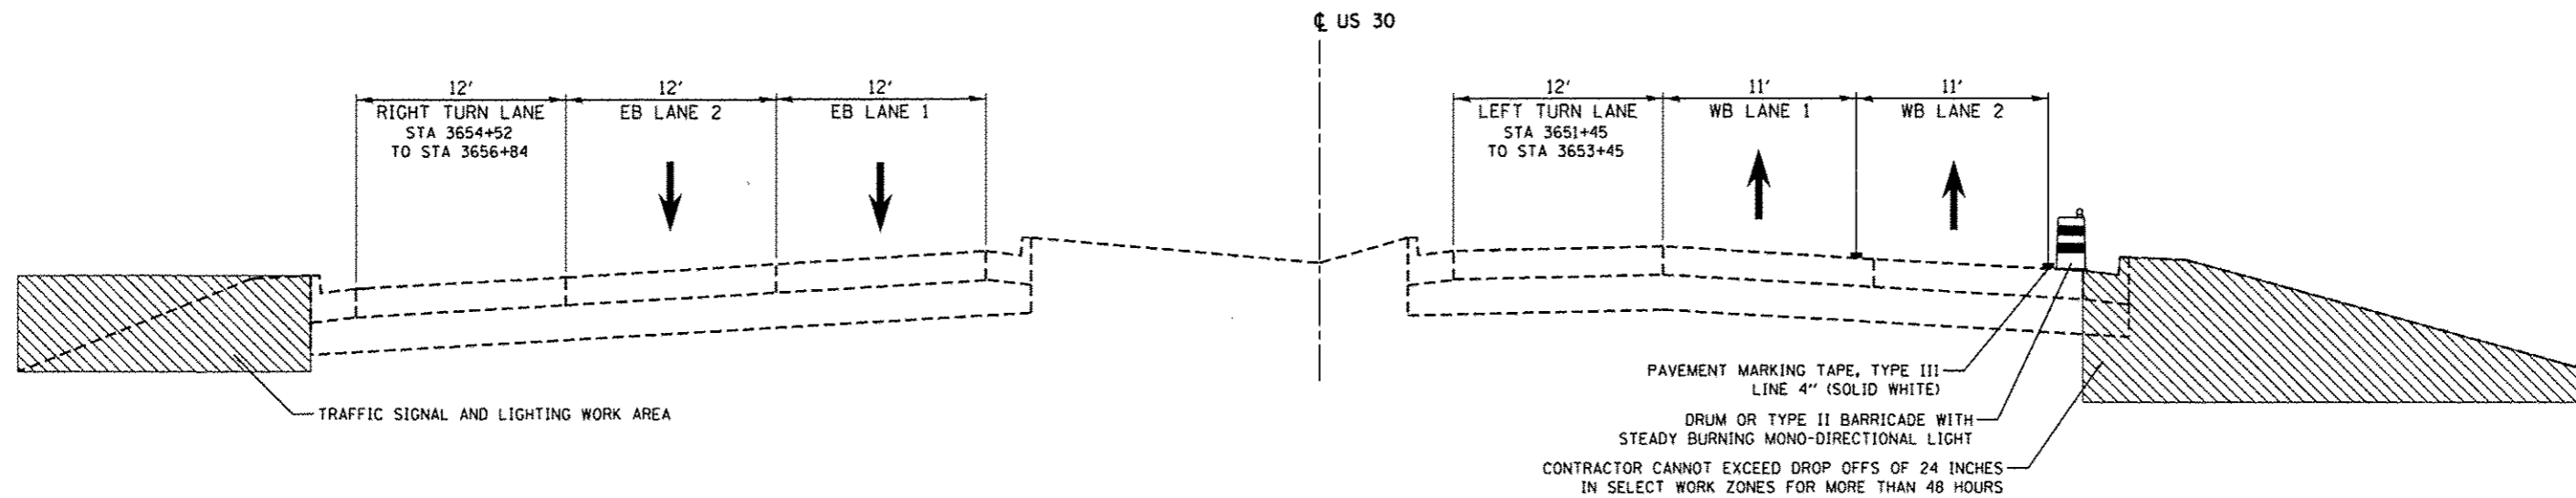 ℄ US 30
12'
RIGHT TURN LANE
STA 3654+52
TO STA 3656+84
12'
EB LANE 2
12'
EB LANE 1
12'
LEFT TURN LANE
STA 3651+45
TO STA 3653+45
11'
WB LANE 1
11'
WB LANE 2
TRAFFIC SIGNAL AND LIGHTING WORK AREA
PAVEMENT MARKING TAPE, TYPE III
LINE 4" (SOLID WHITE)
DRUM OR TYPE II BARRICADE WITH
STEADY BURNING MONO-DIRECTIONAL LIGHT
CONTRACTOR CANNOT EXCEED DROP OFFS OF 24 INCHES
IN SELECT WORK ZONES FOR MORE THAN 48 HOURS